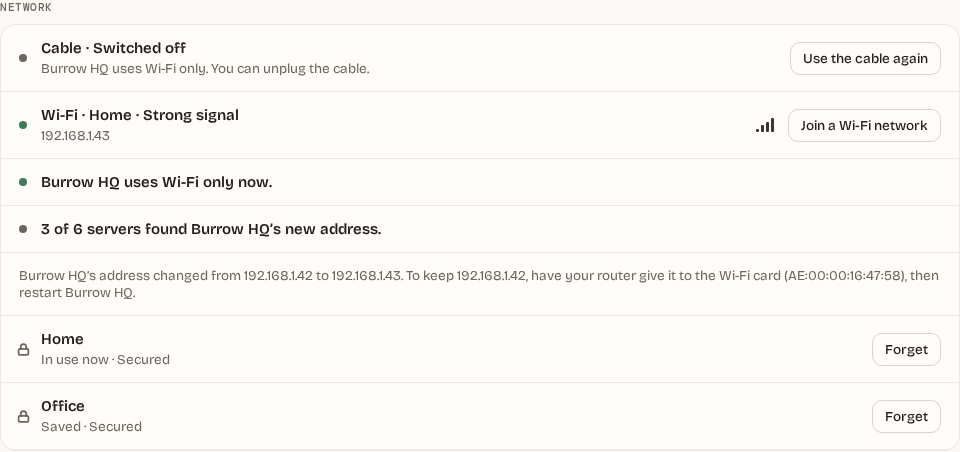 NETWORK
Cable · Switched off
Burrow HQ uses Wi-Fi only. You can unplug the cable.
Use the cable again
Wi-Fi · Home · Strong signal
192.168.1.43
Join a Wi-Fi network
Burrow HQ uses Wi-Fi only now.
3 of 6 servers found Burrow HQ's new address.
Burrow HQ's address changed from 192.168.1.42 to 192.168.1.43. To keep 192.168.1.42, have your router give it to the Wi-Fi card (AE:00:00:16:47:58), then
restart Burrow HQ.
Home
In use now · Secured
Forget
Office
Saved · Secured
Forget